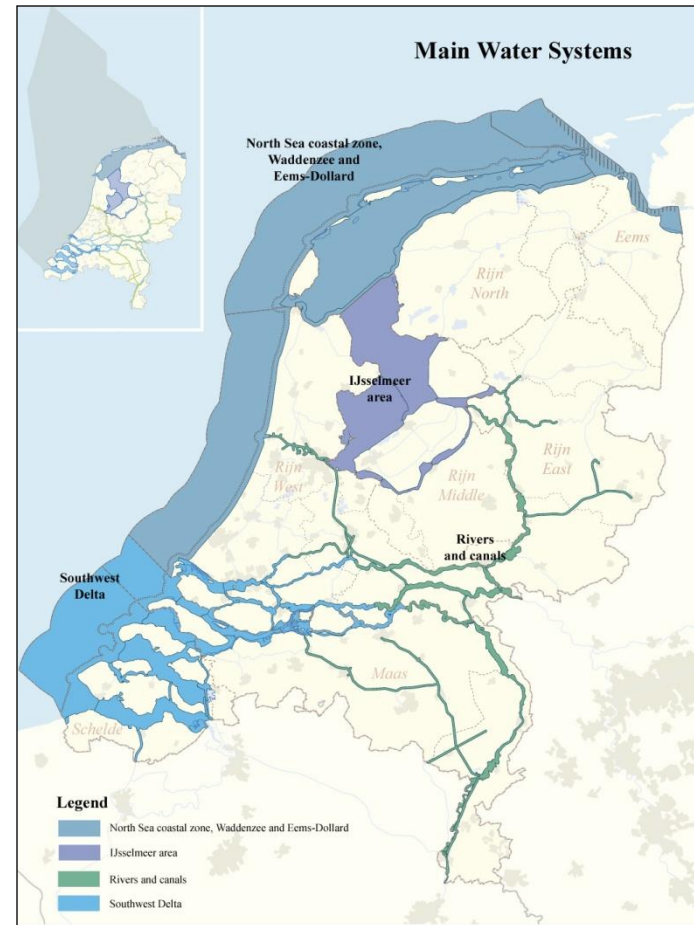 Main Water Systems
North Sea coastal zone,
Waddenzee and
Eems-Dollard
Eems
Rijn
North
IJsselmeer
area
Rijn
West
Rijn
Middle
Rijn
East
Rivers
and canals
Southwest
Delta
Maas
Schelde
Legend
North Sea coastal zone, Waddenzee and Eems-Dollard
IJsselmeer area
Rivers and canals
Southwest Delta